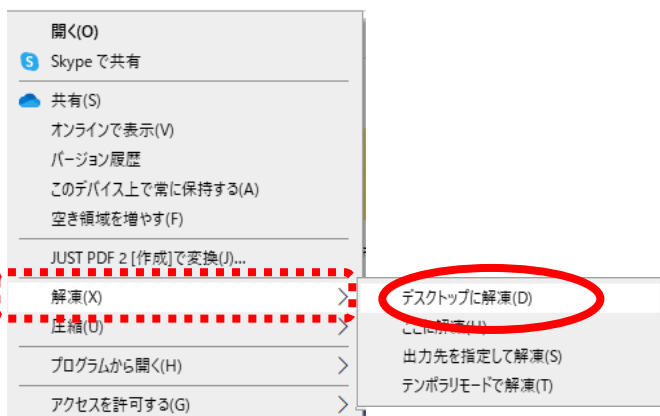 開く(O)
Skype で共有
共有(S)
オンラインで表示(V)
バージョン履歴
このデバイス上で常に保持する(A)
空き領域を増やす(F)
JUST PDF 2 [作成]で変換(J)...
解凍(X)
圧縮(U)
プログラムから開く(H)
アクセスを許可する(G)
デスクトップに解凍(D)
ここに解凍(H)
出力先を指定して解凍(S)
テンポラリモードで解凍(T)